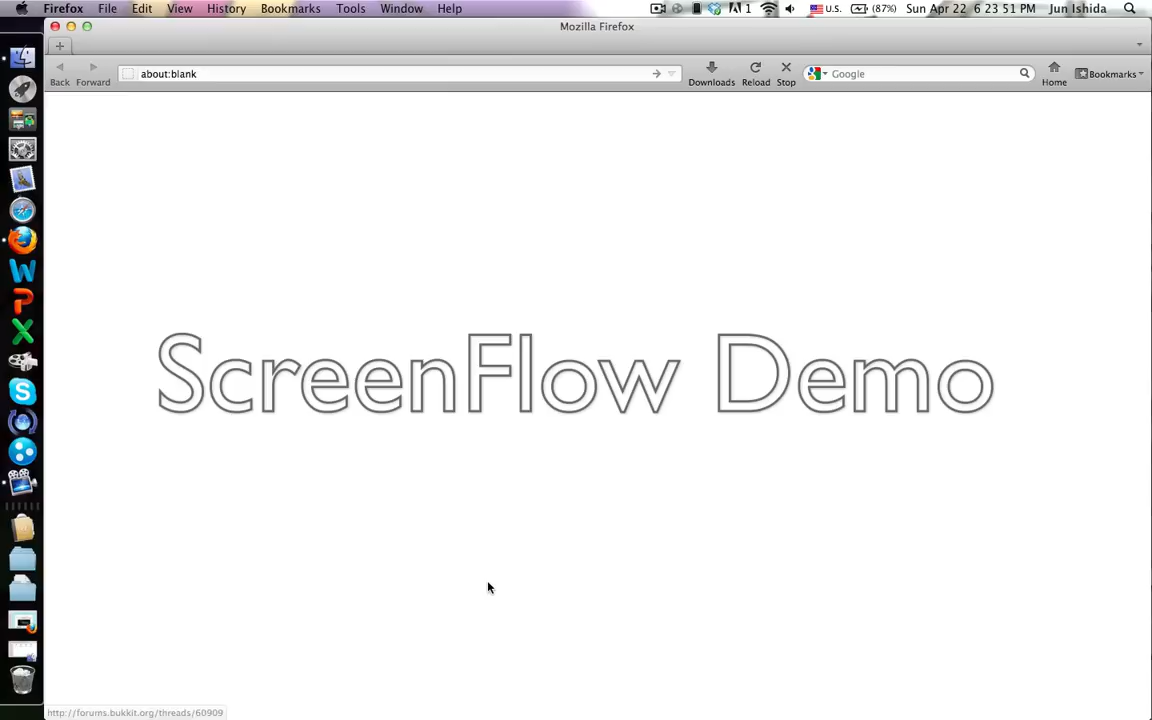 Firefox File Edit View History Bookmarks Tools Window Help 1 U.S. (87%) Sun Apr 22 6 23 51 PM Jun Ishida
Mozilla Firefox
about:blank
Google
Back Forward Downloads Reload Stop Home Bookmarks
ScreenFlow Demo
http://forums.bukkit.org/threads/60909